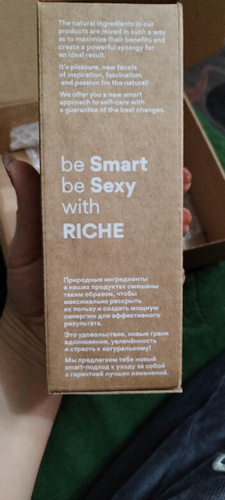 The natural ingredients in our
products are mixed in such a way
as to maximize their benefits and
create a powerful synergy for
an ideal result.
It's pleasure, new facets
of inspiration, fascination
and passion for the natural!
We offer you a new smart
approach to self-care with
a guarantee of the best changes.
be Smart
be Sexy
with
RICHE
Природные ингредиенты
в наших продуктах смешаны
таким образом, чтобы
максимально раскрыть
их пользу и создать мощную
синергию для эффективного
результата.
Это удовольствие, новые грани
вдохновения, увлечённость
и страсть к натуральному!
Мы предлагаем тебе новый
smart-подход к уходу за собой
с гарантией лучших изменений.